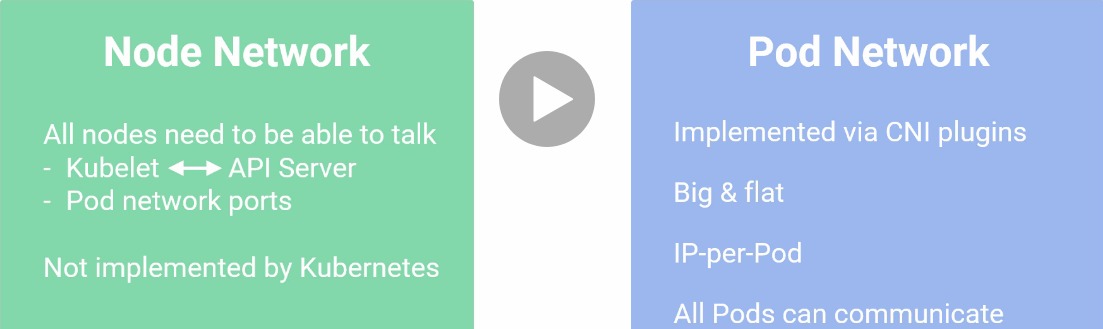 Node Network
All nodes need to be able to talk
- Kubelet ⟷ API Server
- Pod network ports
Not implemented by Kubernetes
Pod Network
Implemented via CNI plugins
Big & flat
IP-per-Pod
All Pods can communicate